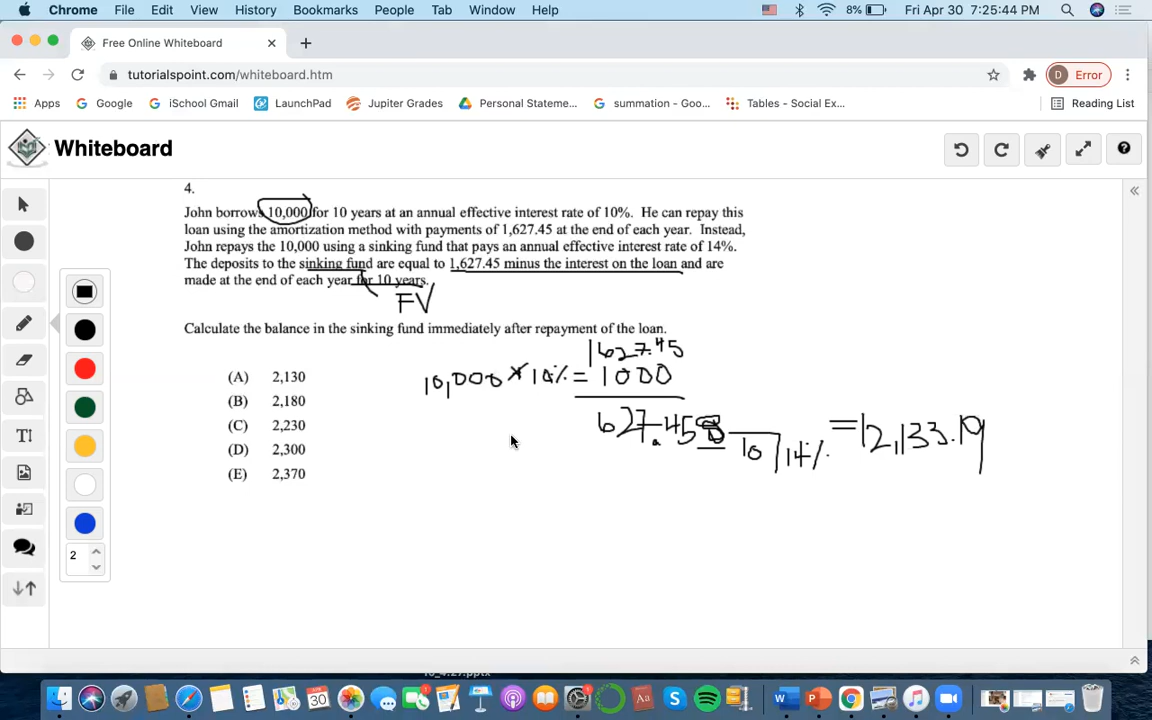 Chrome File Edit View History Bookmarks People Tab Window Help 8% Fri Apr 30 7:25:44 PM
Free Online Whiteboard
tutorialspoint.com/whiteboard.htm D Error
Apps Google iSchool Gmail LaunchPad Jupiter Grades Personal Stateme... summation - Goo... Tables - Social Ex... Reading List
Whiteboard
4.
John borrows 10,000 for 10 years at an annual effective interest rate of 10%. He can repay this
loan using the amortization method with payments of 1,627.45 at the end of each year. Instead,
John repays the 10,000 using a sinking fund that pays an annual effective interest rate of 14%.
The deposits to the sinking fund are equal to 1,627.45 minus the interest on the loan and are
made at the end of each year for 10 years.
FV
Calculate the balance in the sinking fund immediately after repayment of the loan.
1627.45
(A) 2,130
10,000 × 10% = 1000
(B) 2,180
(C) 2,230
627.45 S 10 14% = 12,133.19
(D) 2,300
(E) 2,370
TI
2
16_4.27.pptx